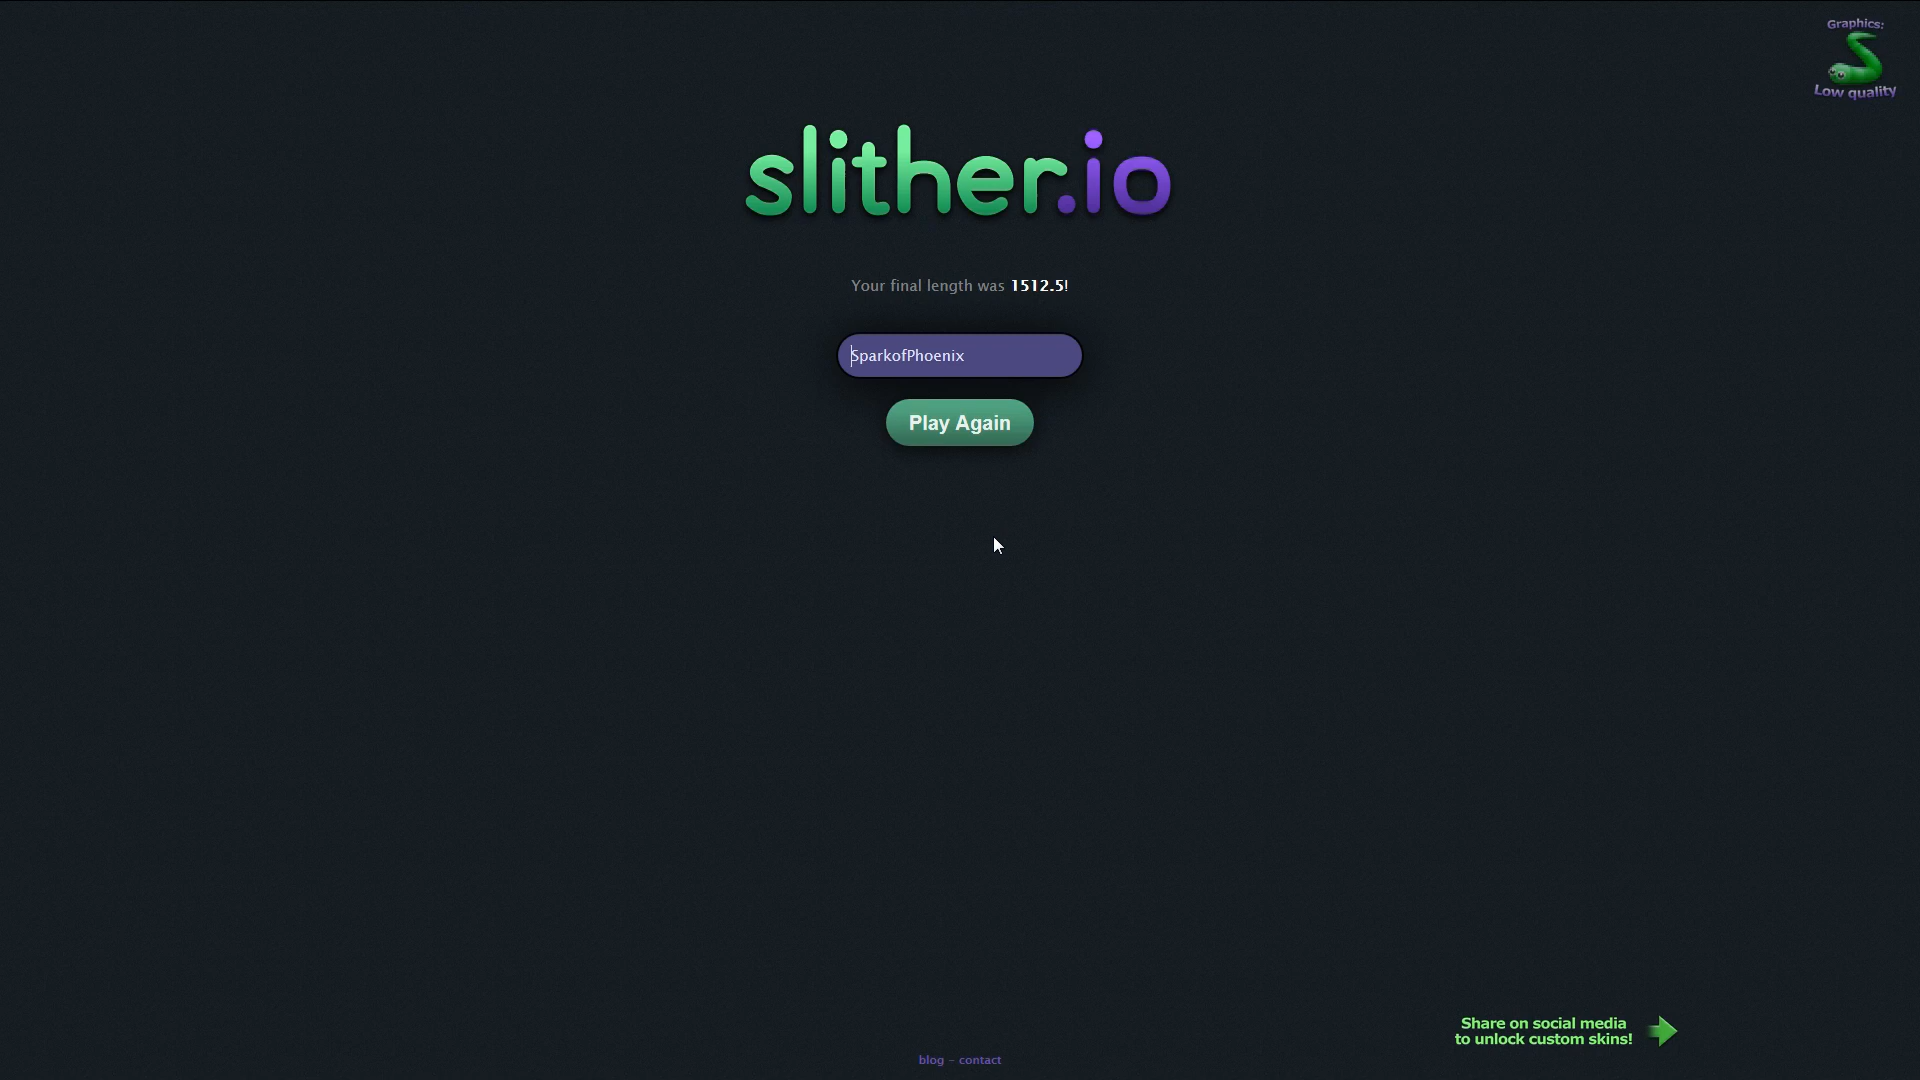 Graphics:
Low quality
slither.io
Your final length was 1512.5!
SparkofPhoenix
Play Again
Share on social media
to unlock custom skins!
blog - contact